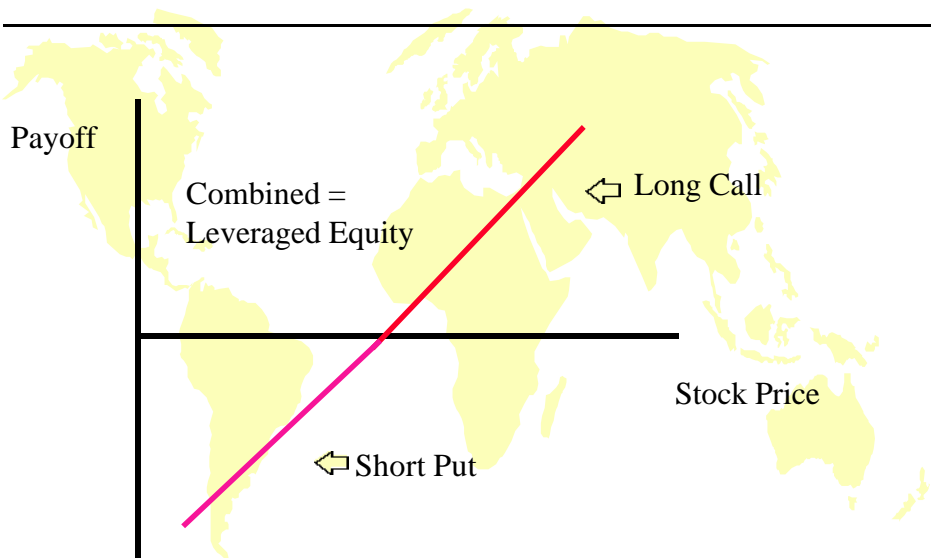 Payoff
Combined =
Leveraged Equity
Long Call
Stock Price
Short Put